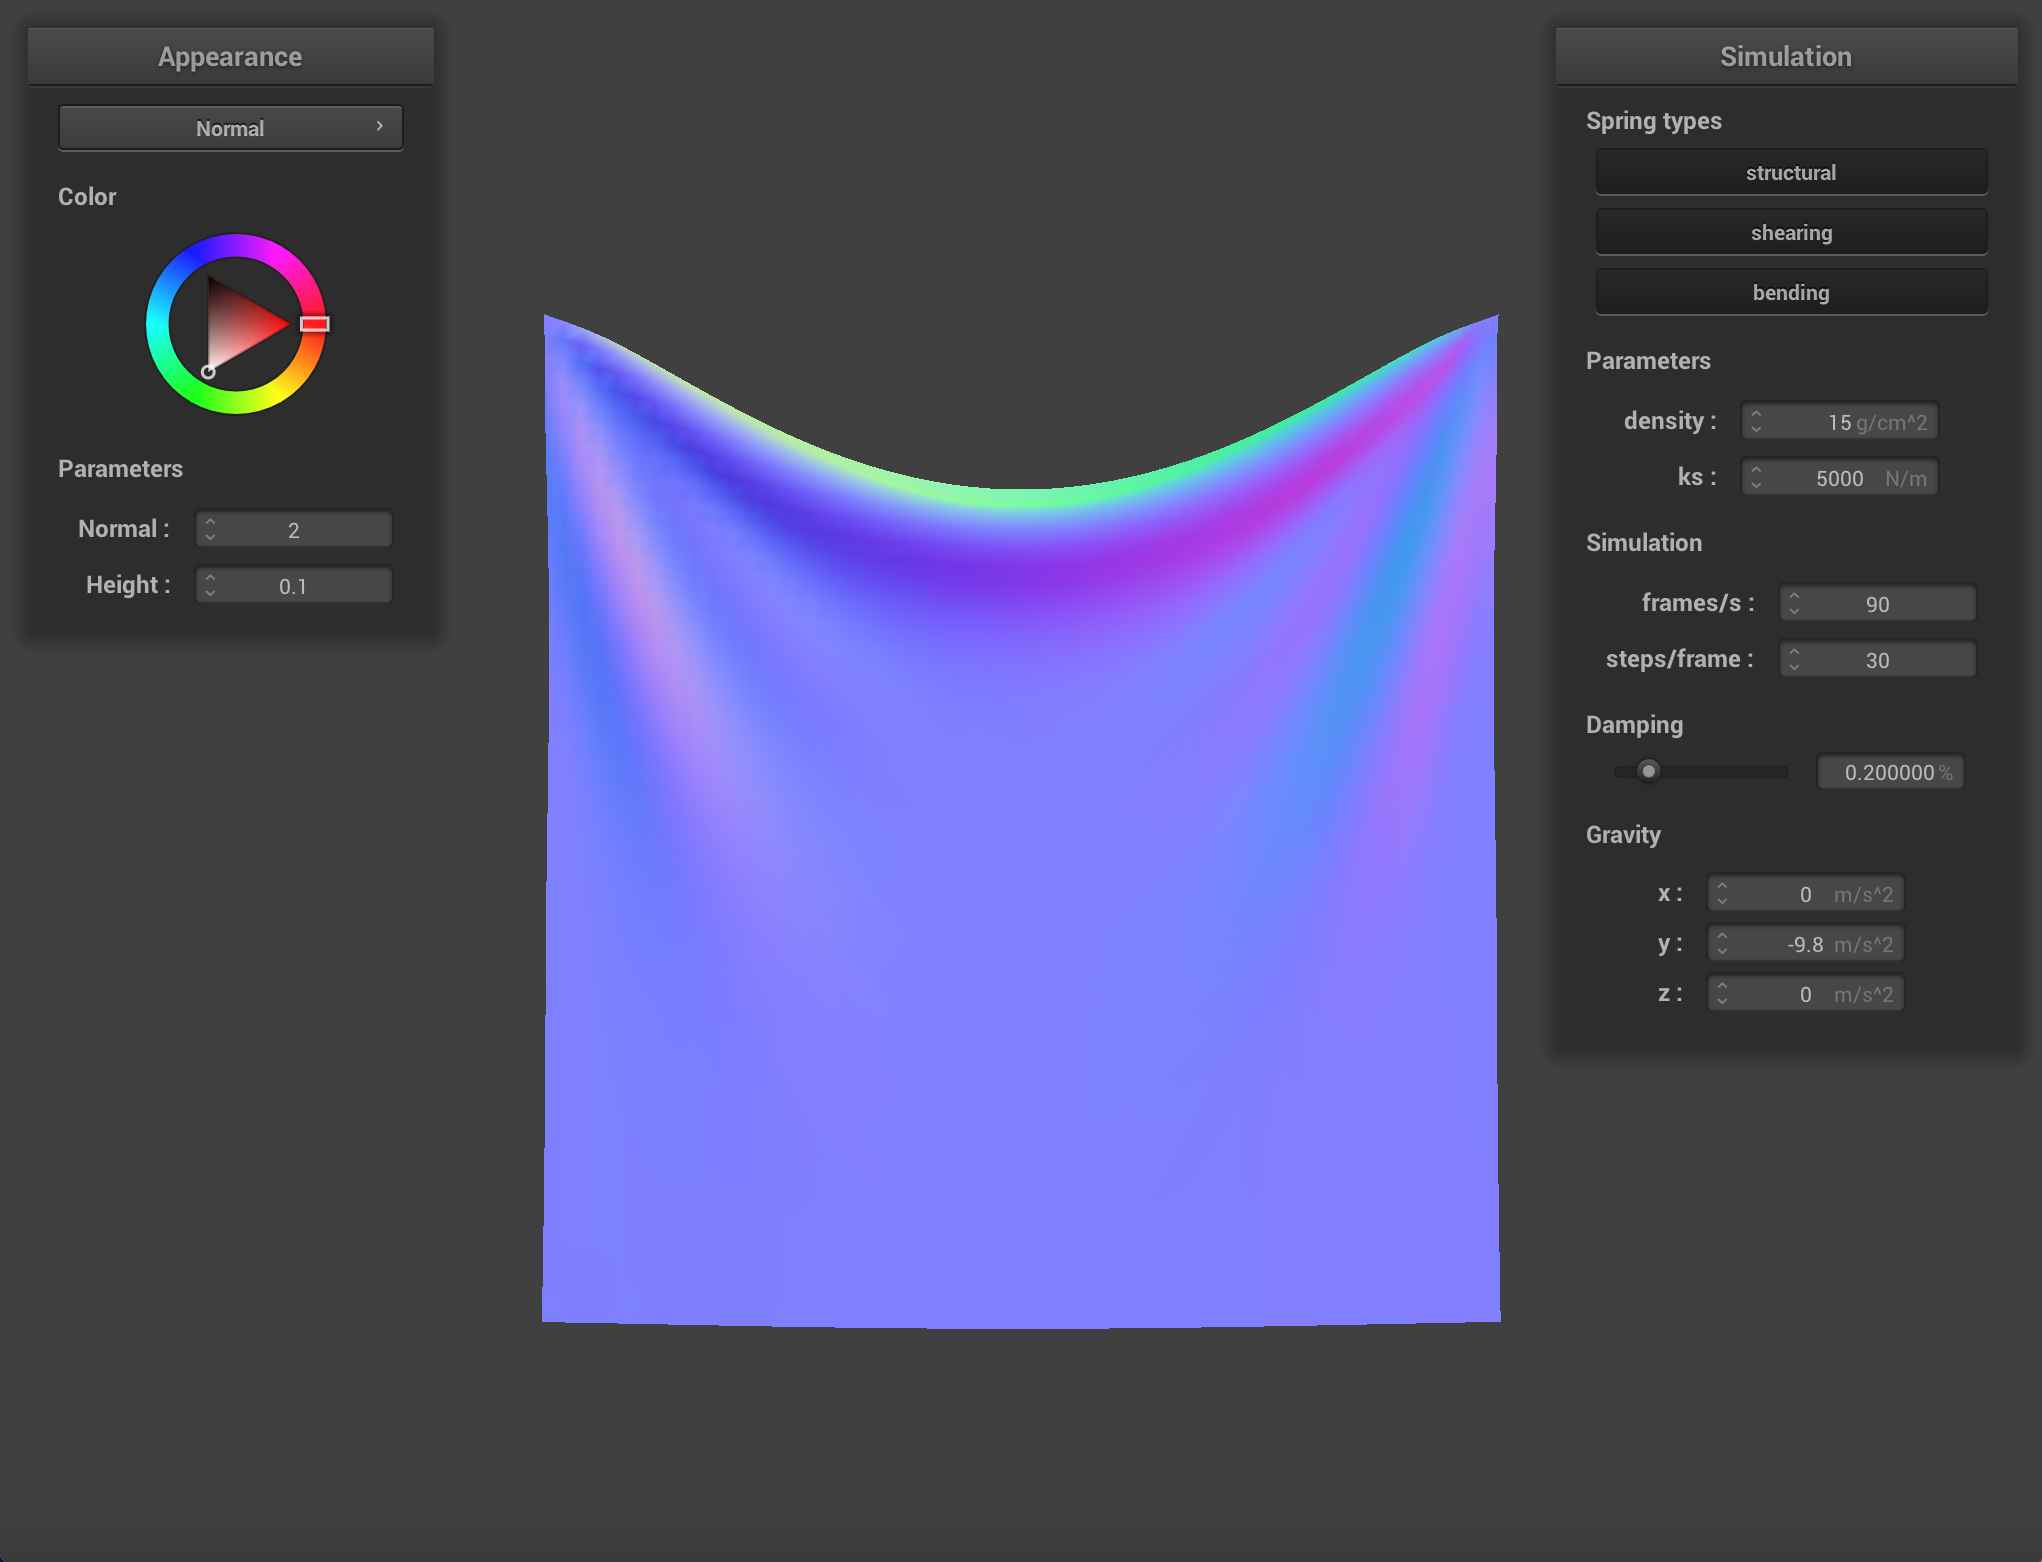 Appearance
Normal
Color
Parameters
Normal : 2
Height : 0.1
Simulation
Spring types
structural
shearing
bending
Parameters
density : 15 g/cm^2
ks : 5000 N/m
Simulation
frames/s : 90
steps/frame : 30
Damping
0.200000 %
Gravity
x : 0 m/s^2
y : -9.8 m/s^2
z : 0 m/s^2